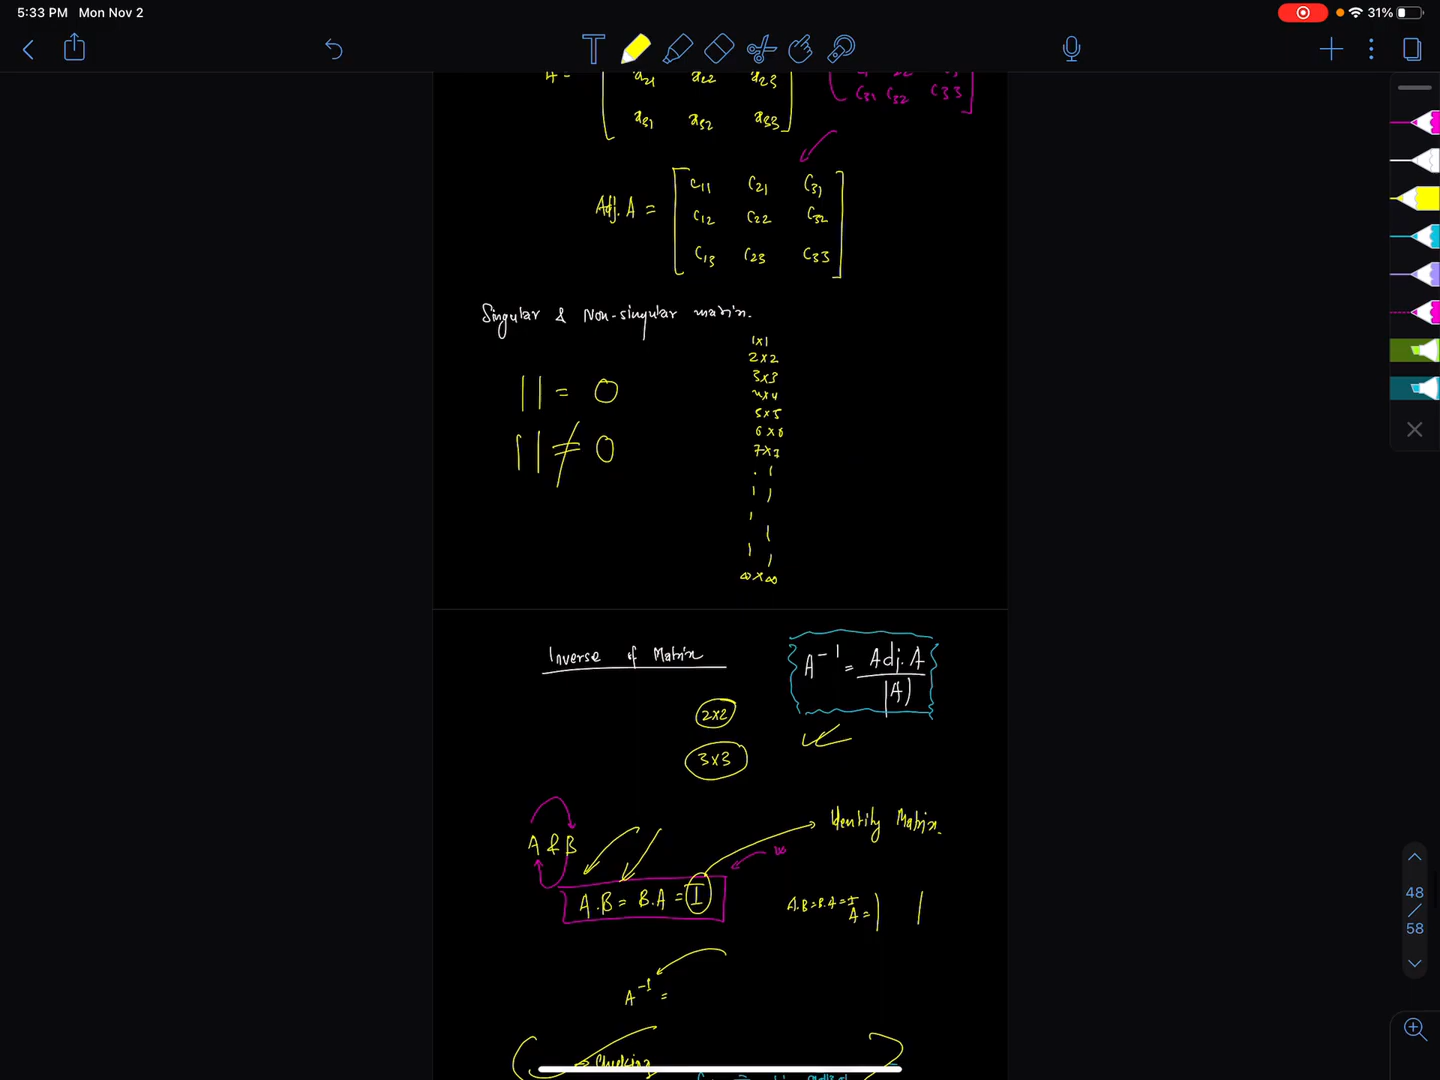 5:33 PM Mon Nov 2
31%
A =
a21 a22 a23
C31 C32 C33
a31 a32 a33
Adj.A =
C11 C21 C31
C12 C22 C32
C13 C23 C33
Singular & Non-singular matrix.
1x1
2x2
3x3
4x4
5x5
6x6
7x7
| | = 0
| | ≠ 0
∞x∞
Inverse of Matrix
A⁻¹ = Adj.A / |A|
2x2
3x3
Identity Matrix.
A & B
A.B = B.A = I
A.B = B.A = I
A = | |
A⁻¹ =
→ Checking
48
/
58